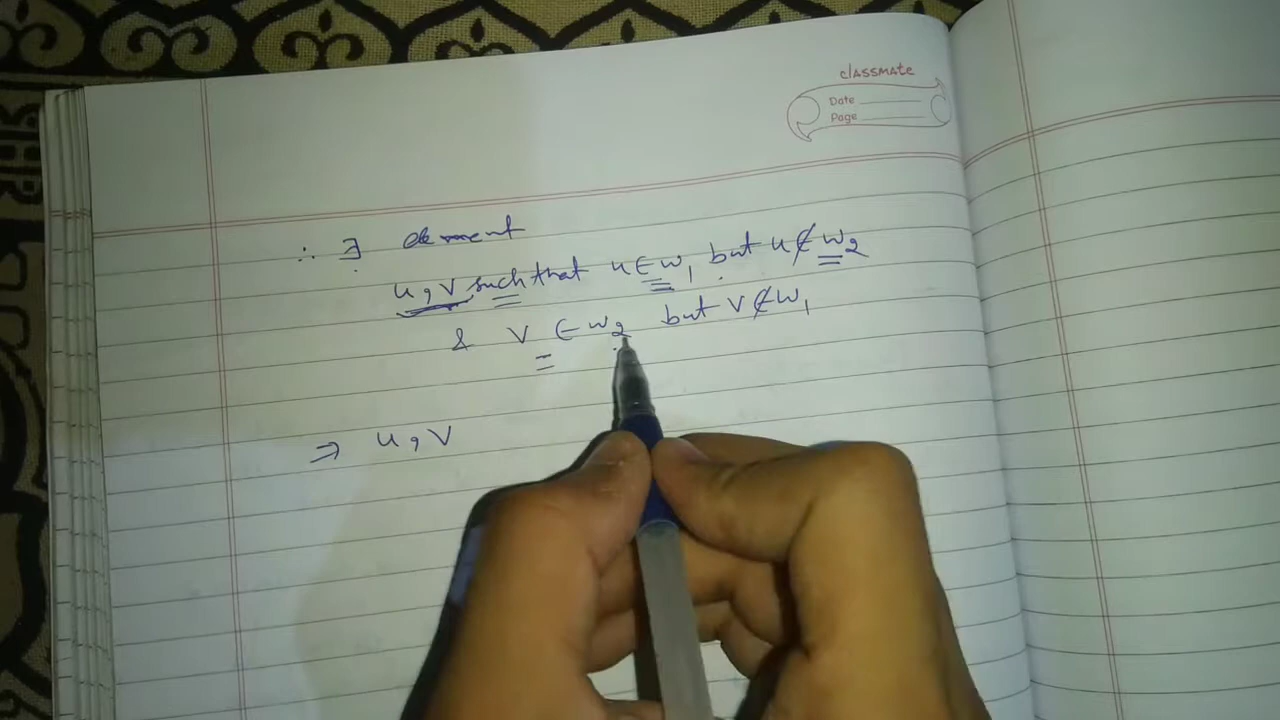 classmate
Date
Page
∴ ∃ element
u, v such that u ∈ w₁ but u ∉ w₂
& v ∈ w₂ but v ∉ w₁
⇒ u, v